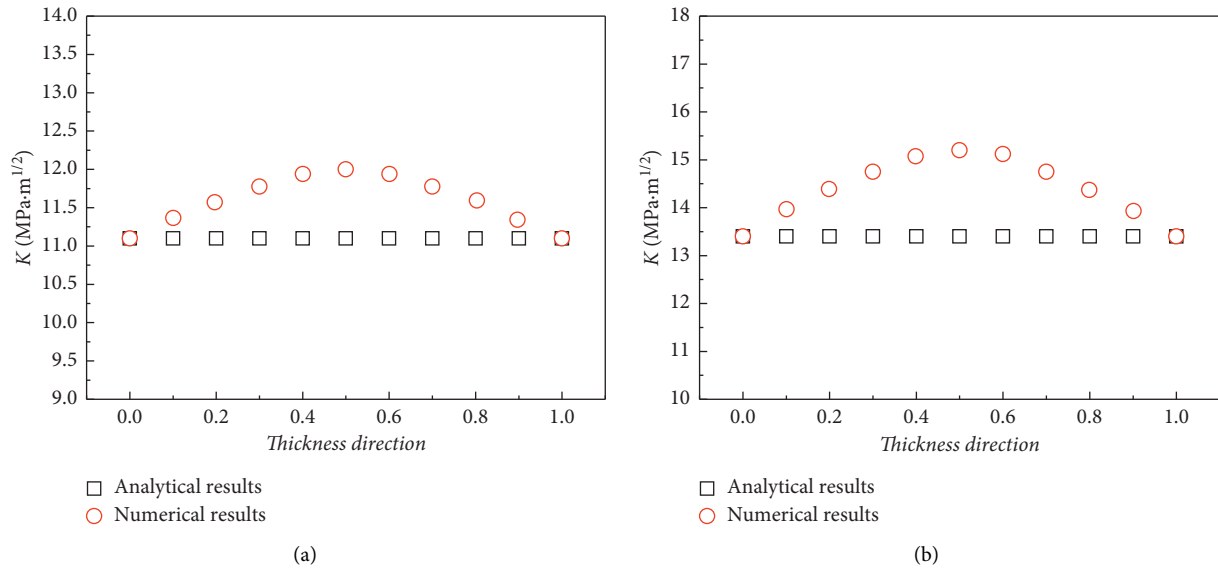 14.0
13.5
13.0
12.5
12.0
11.5
11.0
10.5
10.0
9.5
9.0
K (MPa·m1/2)
0.0 0.2 0.4 0.6 0.8 1.0
Thickness direction
Analytical results
Numerical results
(a)
18
17
16
15
14
13
12
11
10
K (MPa·m1/2)
0.0 0.2 0.4 0.6 0.8 1.0
Thickness direction
Analytical results
Numerical results
(b)